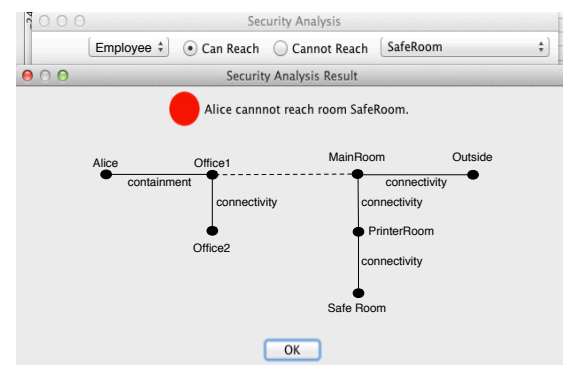 -24
Security Analysis
Employee Can Reach Cannot Reach SafeRoom
Security Analysis Result
Alice cannnot reach room SafeRoom.
Alice Office1 MainRoom Outside
containment connectivity
connectivity connectivity
PrinterRoom
Office2
connectivity
Safe Room
OK